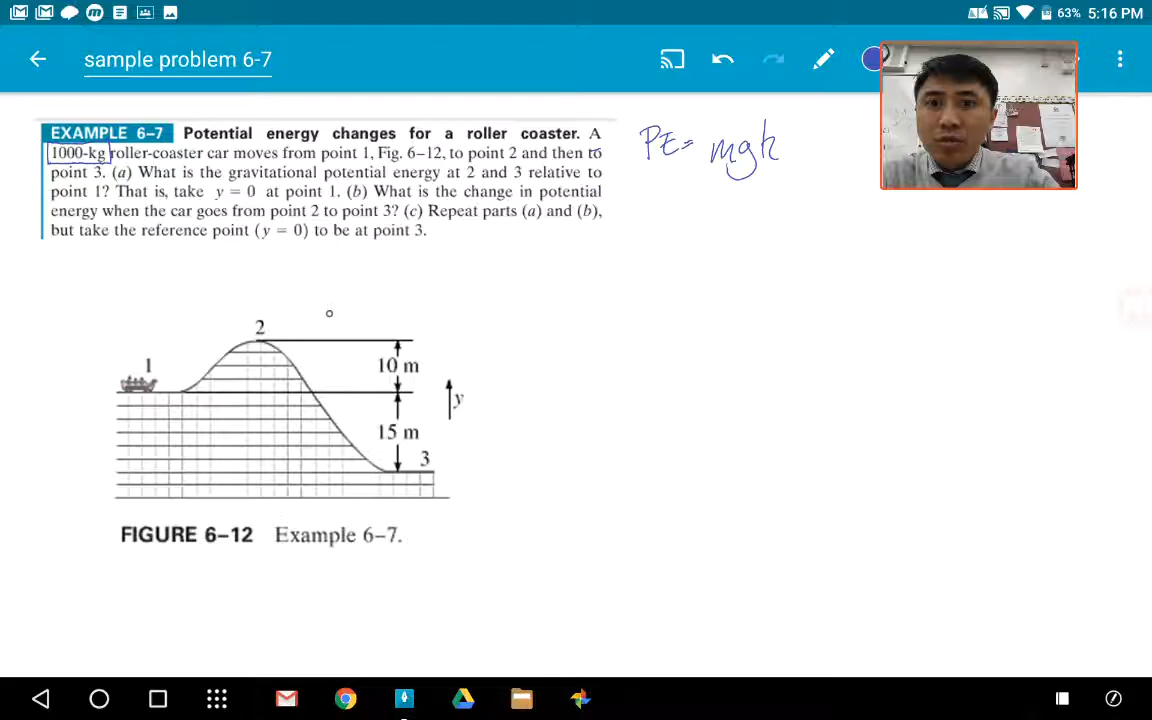 63% 5:16 PM
sample problem 6-7
EXAMPLE 6–7 Potential energy changes for a roller coaster. A
1000-kg roller-coaster car moves from point 1, Fig. 6–12, to point 2 and then to
point 3. (a) What is the gravitational potential energy at 2 and 3 relative to
point 1? That is, take y = 0 at point 1. (b) What is the change in potential
energy when the car goes from point 2 to point 3? (c) Repeat parts (a) and (b),
but take the reference point (y = 0) to be at point 3.
PE= mgh
2
1
10 m
y
15 m
3
FIGURE 6–12 Example 6–7.